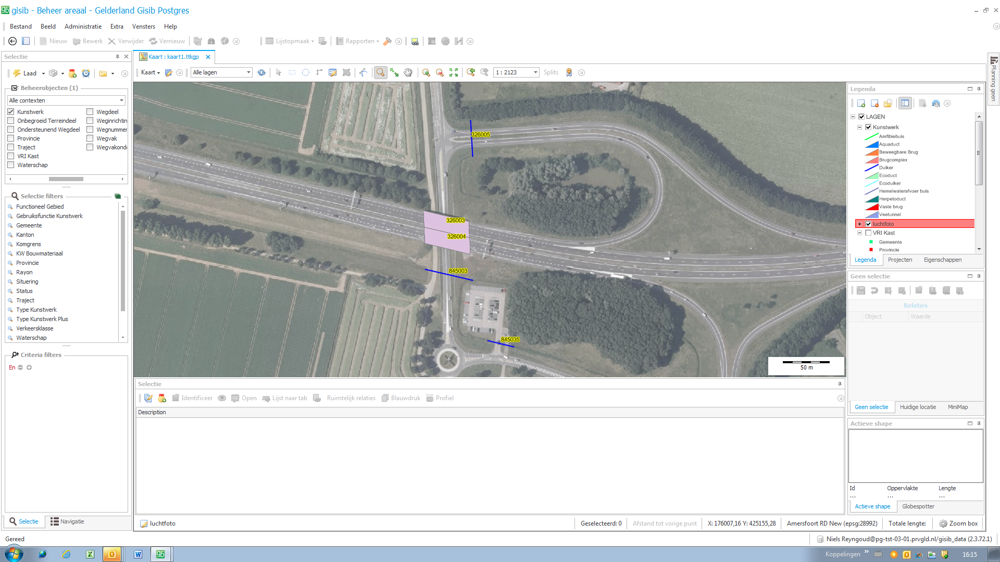 gisib - Beheer areaal - Gelderland Gisib Postgres
Bestand Beeld Administratie Extra Vensters Help
Nieuw Bewerk Verwijder Vernieuw Lijstopmaak Rapporten
Selectie
Kaart : kaart1.ttkgp
Laad
Kaart Alle lagen 1 : 2123 Splits
Planning geen
Beheerobjecten (1)
Alle contexten
Kunstwerk Wegdeel
Onbegroeid Terreindeel Weginrichtin
Ondersteunend Wegdeel Wegnummer
Provincie Wegvak
Traject Wegvakond
VRI Kast
Waterschap
Selectie filters
Functioneel Gebied
Gebruiksfunctie Kunstwerk
Gemeente
Kanton
Komgrens
KW Bouwmateriaal
Provincie
Rayon
Situering
Status
Traject
Type Kunstwerk
Type Kunstwerk Plus
Verkeersklasse
Waterschap
Criteria filters
En
Selectie Navigatie
326005
326003
326004
845003
845035
50 m
Legenda
LAGEN
Kunstwerk
Amfibiebuis
Aquaduct
Beweegbare Brug
Brugcomplex
Duiker
Ecoduct
Ecoduiker
Hemelwaterafvoer buis
Herpetoduct
Vaste brug
Veetunnel
luchtfoto
VRI Kast
Gemeente
Provincie
Legenda Projecten Eigenschappen
Geen selectie
Relaties
Object Waarde
Geen selectie Huidige locatie MiniMap
Actieve shape
Id Oppervlakte Lengte
... ... ...
Actieve shape Globespotter
Selectie
Identificeer Open Lijst naar tab Ruimtelijk relaties Blauwdruk Profiel
Description
luchtfoto Geselecteerd: 0 Afstand tot vorige punt X: 176007,16 Y: 425155,28 Amersfoort RD New (epsg:28992) Totale lengte: Zoom box
Gereed Niels Reyngoud@pg-tst-03-01.prvgld.nl/gisib_data (2.3.72.1)
Koppelingen » 16:15